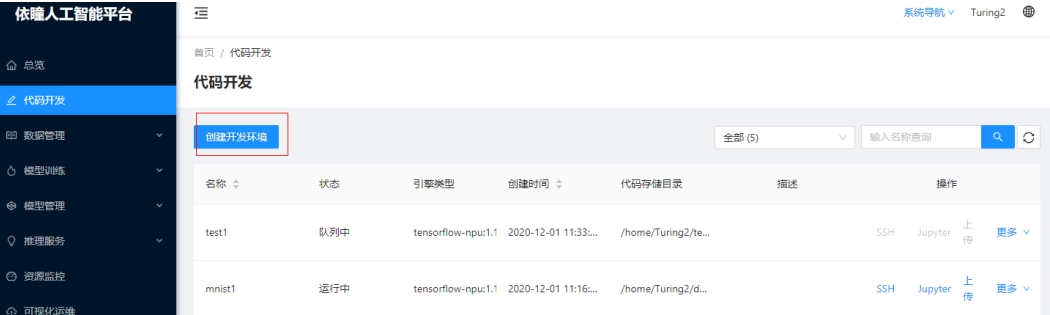 依瞳人工智能平台
系统导航 Turing2
总览
代码开发
数据管理
模型训练
模型管理
推理服务
资源监控
可视化运维
首页 / 代码开发
代码开发
创建开发环境
全部 (5) 输入名称查询
名称 状态 引擎类型 创建时间 代码存储目录 描述 操作
test1 队列中 tensorflow-npu:1.1 2020-12-01 11:33:... /home/Turing2/te... SSH Jupyter 上传 更多
mnist1 运行中 tensorflow-npu:1.1 2020-12-01 11:16:... /home/Turing2/d... SSH Jupyter 上传 更多